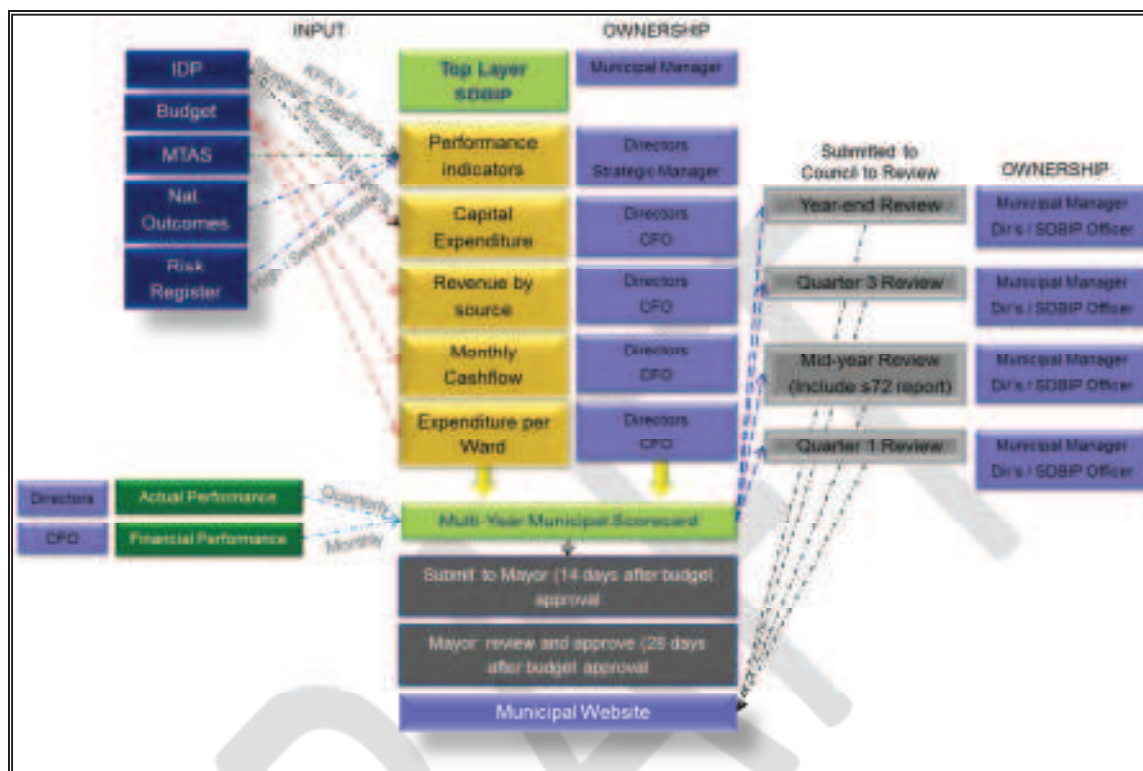 INPUT
OWNERSHIP
IDP
Budget
MTAS
Nat.
Outcomes
Risk
Register
KPA's /
Top Layer
SDBIP
Municipal Manager
Performance
indicators
Directors
Strategic Manager
Capital
Expenditure
Directors
CFO
Revenue by
source
Directors
CFO
Monthly
Cashflow
Directors
CFO
Expenditure per
Ward
Directors
CFO
Submitted to
Council to Review
OWNERSHIP
Year-end Review
Municipal Manager
Dir's / SDBIP Officer
Quarter 3 Review
Municipal Manager
Dir's / SDBIP Officer
Mid-year Review
(Include s72 report)
Municipal Manager
Dir's / SDBIP Officer
Quarter 1 Review
Municipal Manager
Dir's / SDBIP Officer
Directors
Actual Performance
Quarterly
CFO
Financial Performance
Monthly
Multi-Year Municipal Scorecard
Submit to Mayor (14 days after budget
approval
Mayor review and approve (28 days
after budget approval
Municipal Website